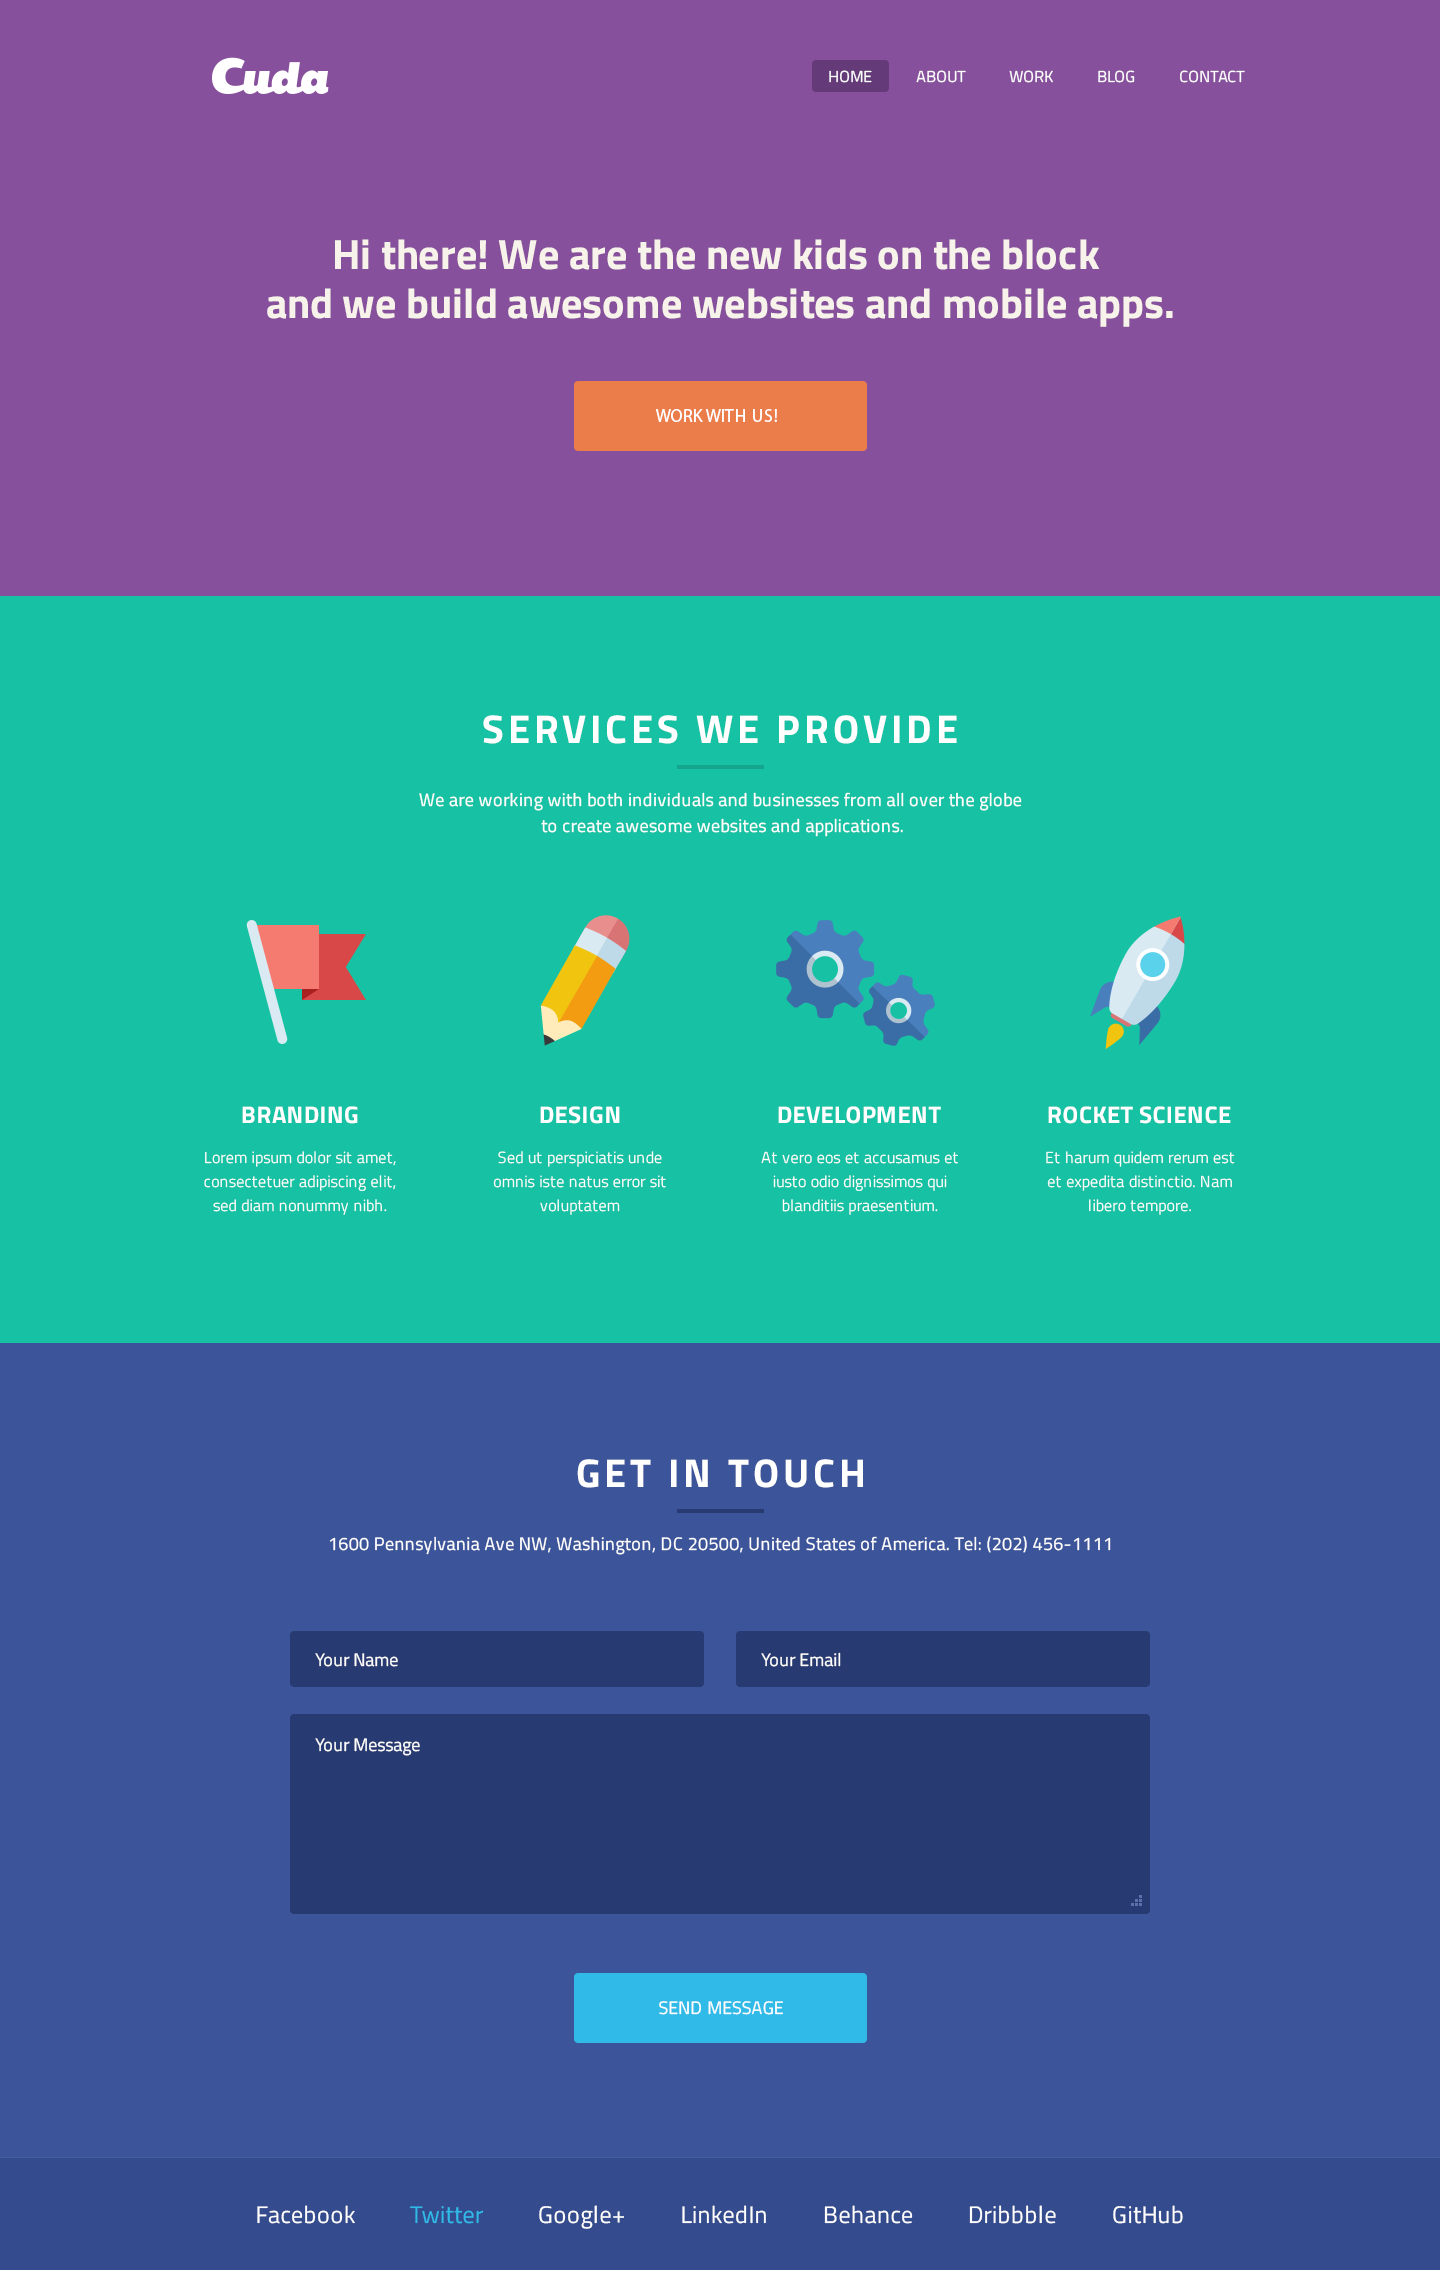 Cuda
HOME ABOUT WORK BLOG CONTACT
Hi there! We are the new kids on the block
and we build awesome websites and mobile apps.
WORK WITH US!
SERVICES WE PROVIDE
We are working with both individuals and businesses from all over the globe
to create awesome websites and applications.
BRANDING
Lorem ipsum dolor sit amet,
consectetuer adipiscing elit,
sed diam nonummy nibh.
DESIGN
Sed ut perspiciatis unde
omnis iste natus error sit
voluptatem
DEVELOPMENT
At vero eos et accusamus et
iusto odio dignissimos qui
blanditiis praesentium.
ROCKET SCIENCE
Et harum quidem rerum est
et expedita distinctio. Nam
libero tempore.
GET IN TOUCH
1600 Pennsylvania Ave NW, Washington, DC 20500, United States of America. Tel: (202) 456-1111
Your Name
Your Email
Your Message
SEND MESSAGE
Facebook Twitter Google+ LinkedIn Behance Dribbble GitHub